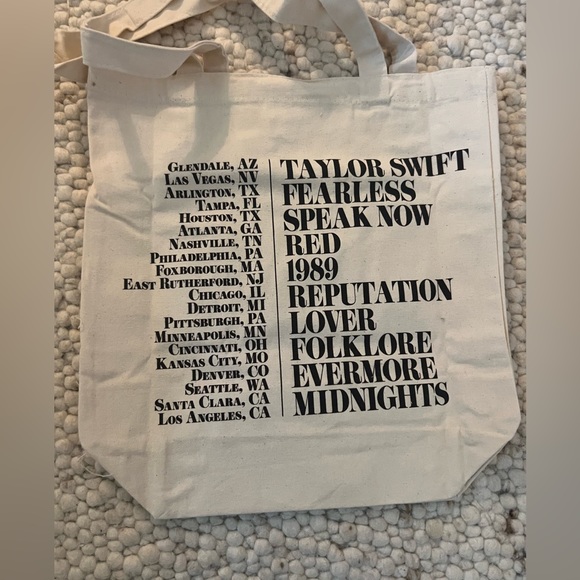 Glendale, AZ
Las Vegas, NV
Arlington, TX
Tampa, FL
Houston, TX
Atlanta, GA
Nashville, TN
Philadelphia, PA
Foxborough, MA
East Rutherford, NJ
Chicago, IL
Detroit, MI
Pittsburgh, PA
Minneapolis, MN
Cincinnati, OH
Kansas City, MO
Denver, CO
Seattle, WA
Santa Clara, CA
Los Angeles, CA
TAYLOR SWIFT
FEARLESS
SPEAK NOW
RED
1989
REPUTATION
LOVER
FOLKLORE
EVERMORE
MIDNIGHTS